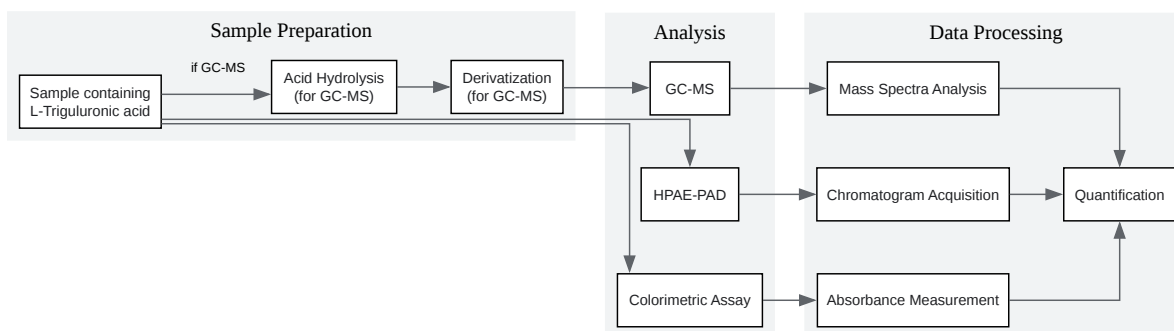 Sample Preparation
Analysis
Data Processing
if GC-MS
Sample containing
L-Triguluronic acid
Acid Hydrolysis
(for GC-MS)
Derivatization
(for GC-MS)
GC-MS
Mass Spectra Analysis
HPAE-PAD
Chromatogram Acquisition
Quantification
Colorimetric Assay
Absorbance Measurement